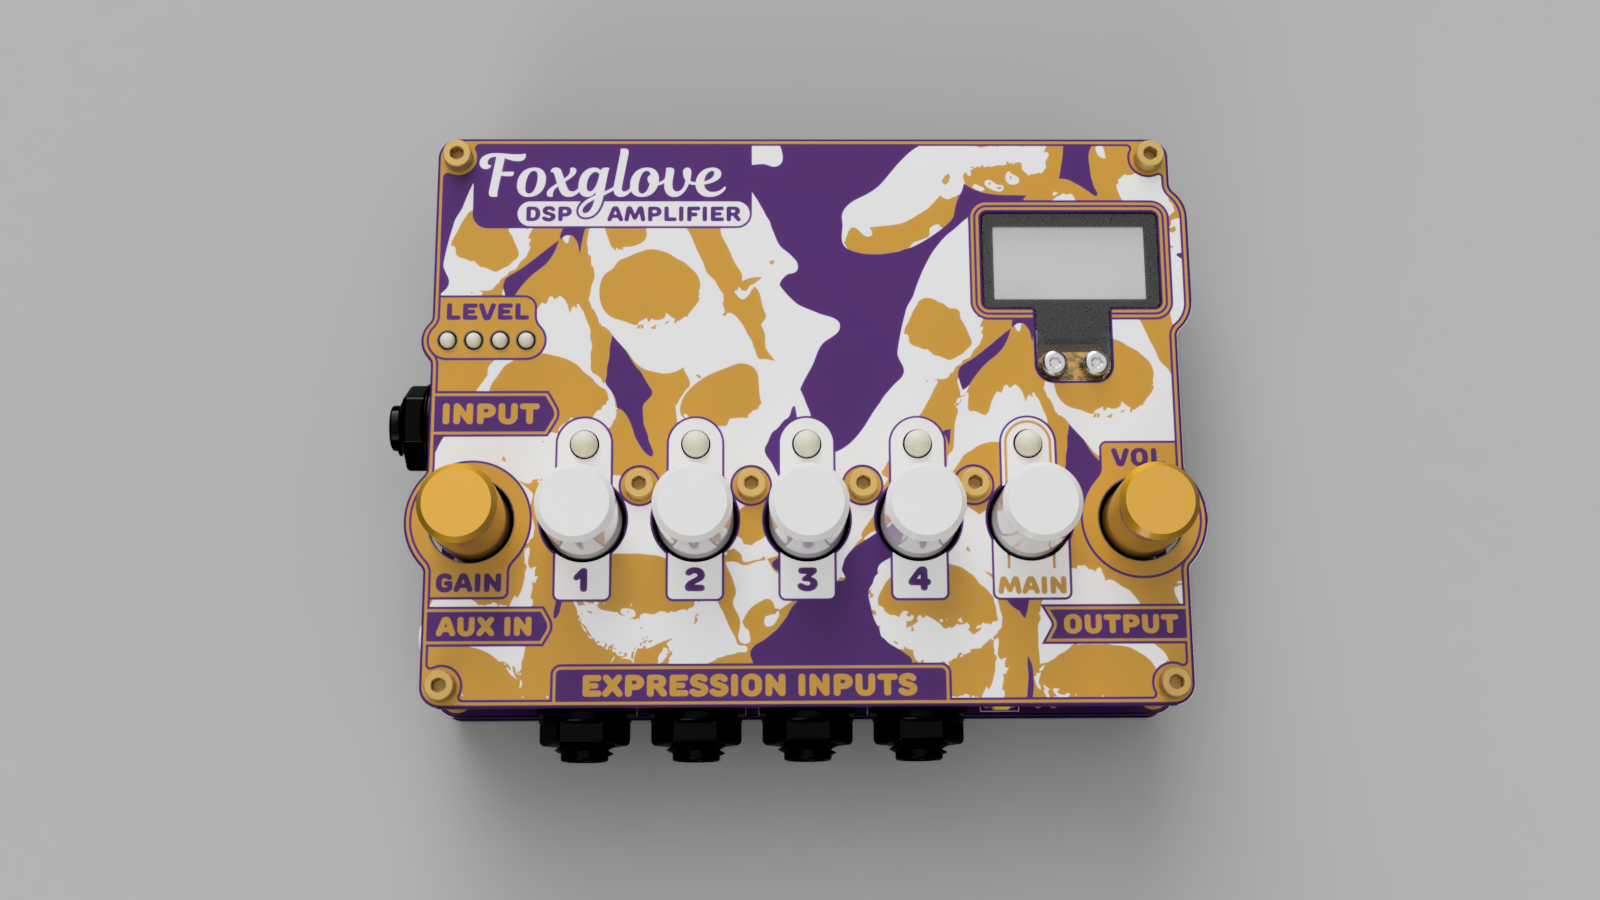 Foxglove
DSP AMPLIFIER
LEVEL
INPUT
VOL
GAIN
1
2
3
4
MAIN
AUX IN
OUTPUT
EXPRESSION INPUTS